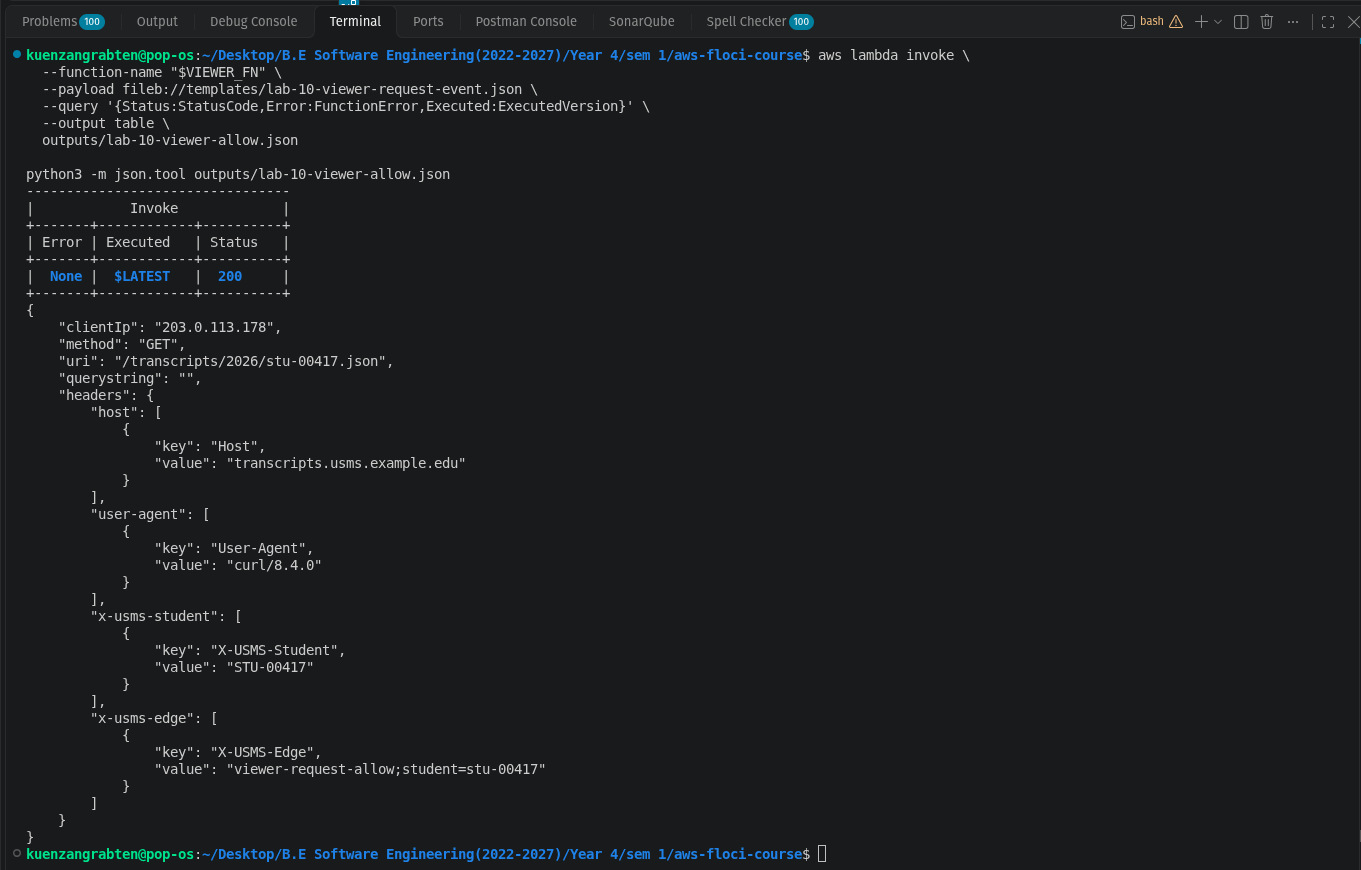 Problems 100 Output Debug Console Terminal Ports Postman Console SonarQube Spell Checker 100 bash
kuenzangrabten@pop-os:~/Desktop/B.E Software Engineering(2022-2027)/Year 4/sem 1/aws-floci-course$ aws lambda invoke \
  --function-name "$VIEWER_FN" \
  --payload fileb://templates/lab-10-viewer-request-event.json \
  --query '{Status:StatusCode,Error:FunctionError,Executed:ExecutedVersion}' \
  --output table \
  outputs/lab-10-viewer-allow.json
python3 -m json.tool outputs/lab-10-viewer-allow.json
---------------------------------
|            Invoke             |
+-------+------------+----------+
| Error | Executed   | Status   |
+-------+------------+----------+
|  None |  $LATEST   |  200     |
+-------+------------+----------+
{
    "clientIp": "203.0.113.178",
    "method": "GET",
    "uri": "/transcripts/2026/stu-00417.json",
    "querystring": "",
    "headers": {
        "host": [
            {
                "key": "Host",
                "value": "transcripts.usms.example.edu"
            }
        ],
        "user-agent": [
            {
                "key": "User-Agent",
                "value": "curl/8.4.0"
            }
        ],
        "x-usms-student": [
            {
                "key": "X-USMS-Student",
                "value": "STU-00417"
            }
        ],
        "x-usms-edge": [
            {
                "key": "X-USMS-Edge",
                "value": "viewer-request-allow;student=stu-00417"
            }
        ]
    }
}
kuenzangrabten@pop-os:~/Desktop/B.E Software Engineering(2022-2027)/Year 4/sem 1/aws-floci-course$